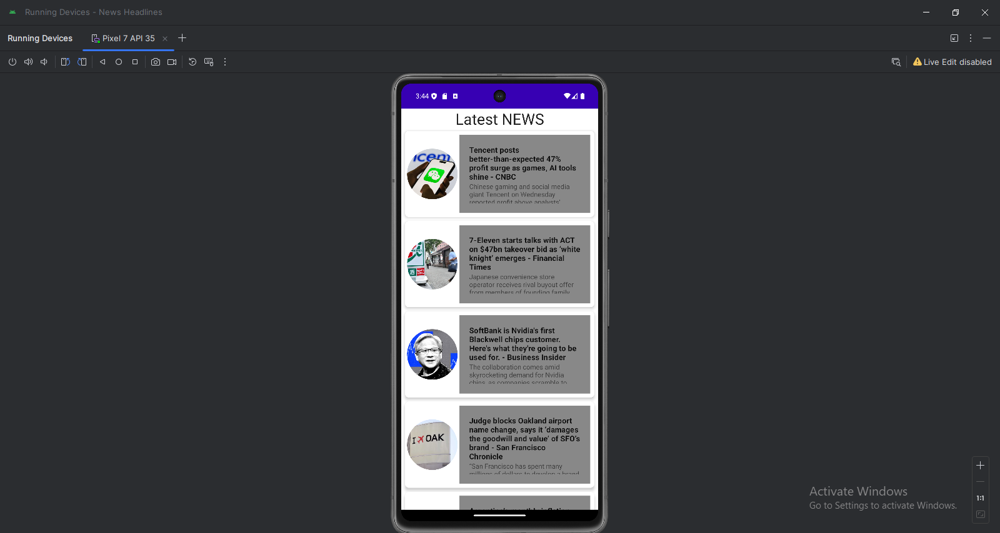 Running Devices - News Headlines
Running Devices
Pixel 7 API 35
Live Edit disabled
3:44
Latest NEWS
Tencent posts
better-than-expected 47%
profit surge as games, AI tools
shine - CNBC
Chinese gaming and social media
giant Tencent on Wednesday
reported profit above analysts'
7-Eleven starts talks with ACT
on $47bn takeover bid as ‘white
knight’ emerges - Financial
Times
Japanese convenience store
operator receives rival buyout offer
from members of founding family
SoftBank is Nvidia's first
Blackwell chips customer.
Here's what they're going to be
used for. - Business Insider
The collaboration comes amid
skyrocketing demand for Nvidia
chips, as companies scramble to
I OAK
Judge blocks Oakland airport
name change, says it ‘damages
the goodwill and value’ of SFO’s
brand - San Francisco
Chronicle
“San Francisco has spent many
millions of dollars to develop a brand
Argentina's monthly inflation
Activate Windows
Go to Settings to activate Windows.
1:1